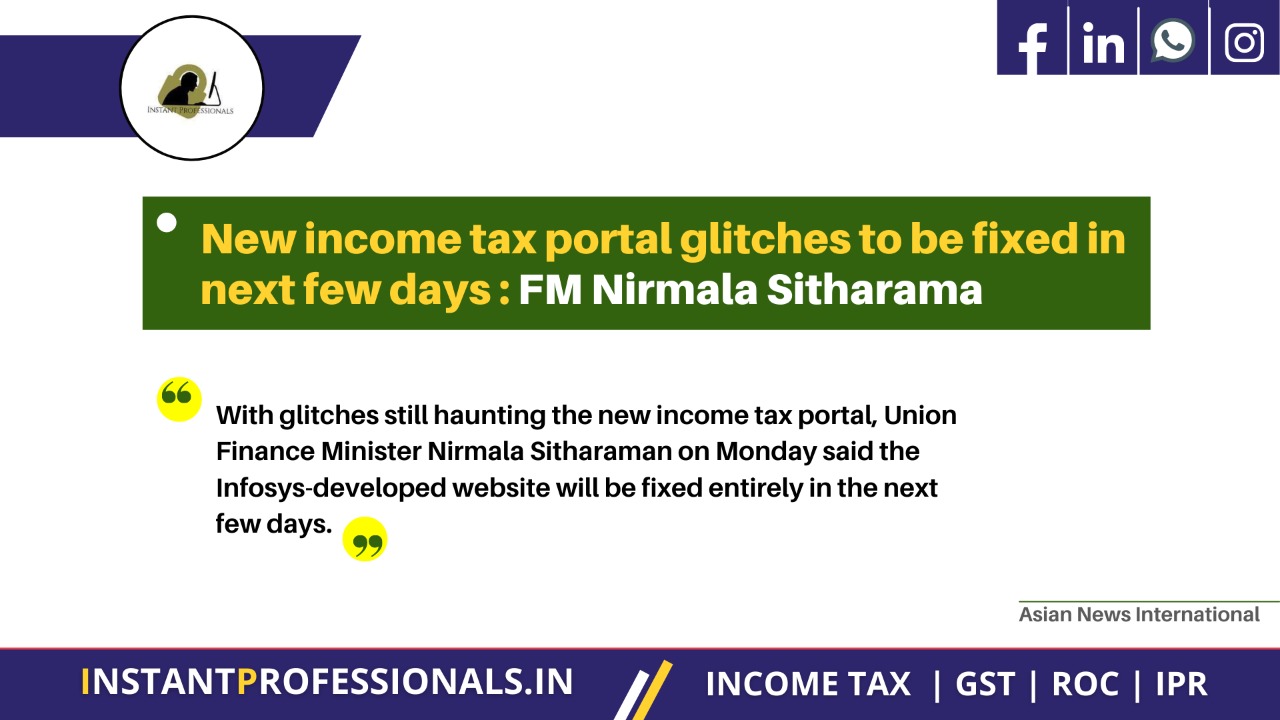 INSTANT PROFESSIONALS
New income tax portal glitches to be fixed in
next few days : FM Nirmala Sitharama
With glitches still haunting the new income tax portal, Union
Finance Minister Nirmala Sitharaman on Monday said the
Infosys-developed website will be fixed entirely in the next
few days.
Asian News International
INSTANTPROFESSIONALS.IN
INCOME TAX | GST | ROC | IPR